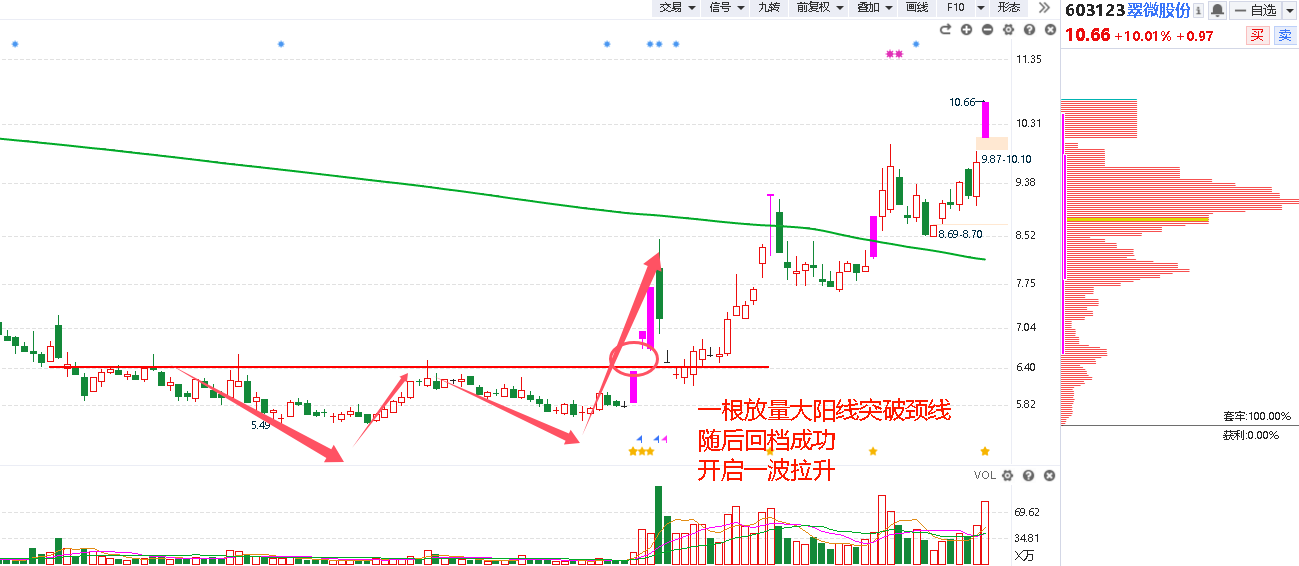 交易 信号 九转 前复权 叠加 画线 F10 形态
603123 翠微股份 自选
10.66 +10.01% +0.97 买 卖
11.35
10.66
10.31
9.87-10.10
9.38
8.69-8.70
8.52
7.75
7.04
6.40
5.82
5.49
一根放量大阳线突破颈线
随后回档成功
开启一波拉升
套牢:100.00%
获利:0.00%
VOL
69.62
34.81
X万